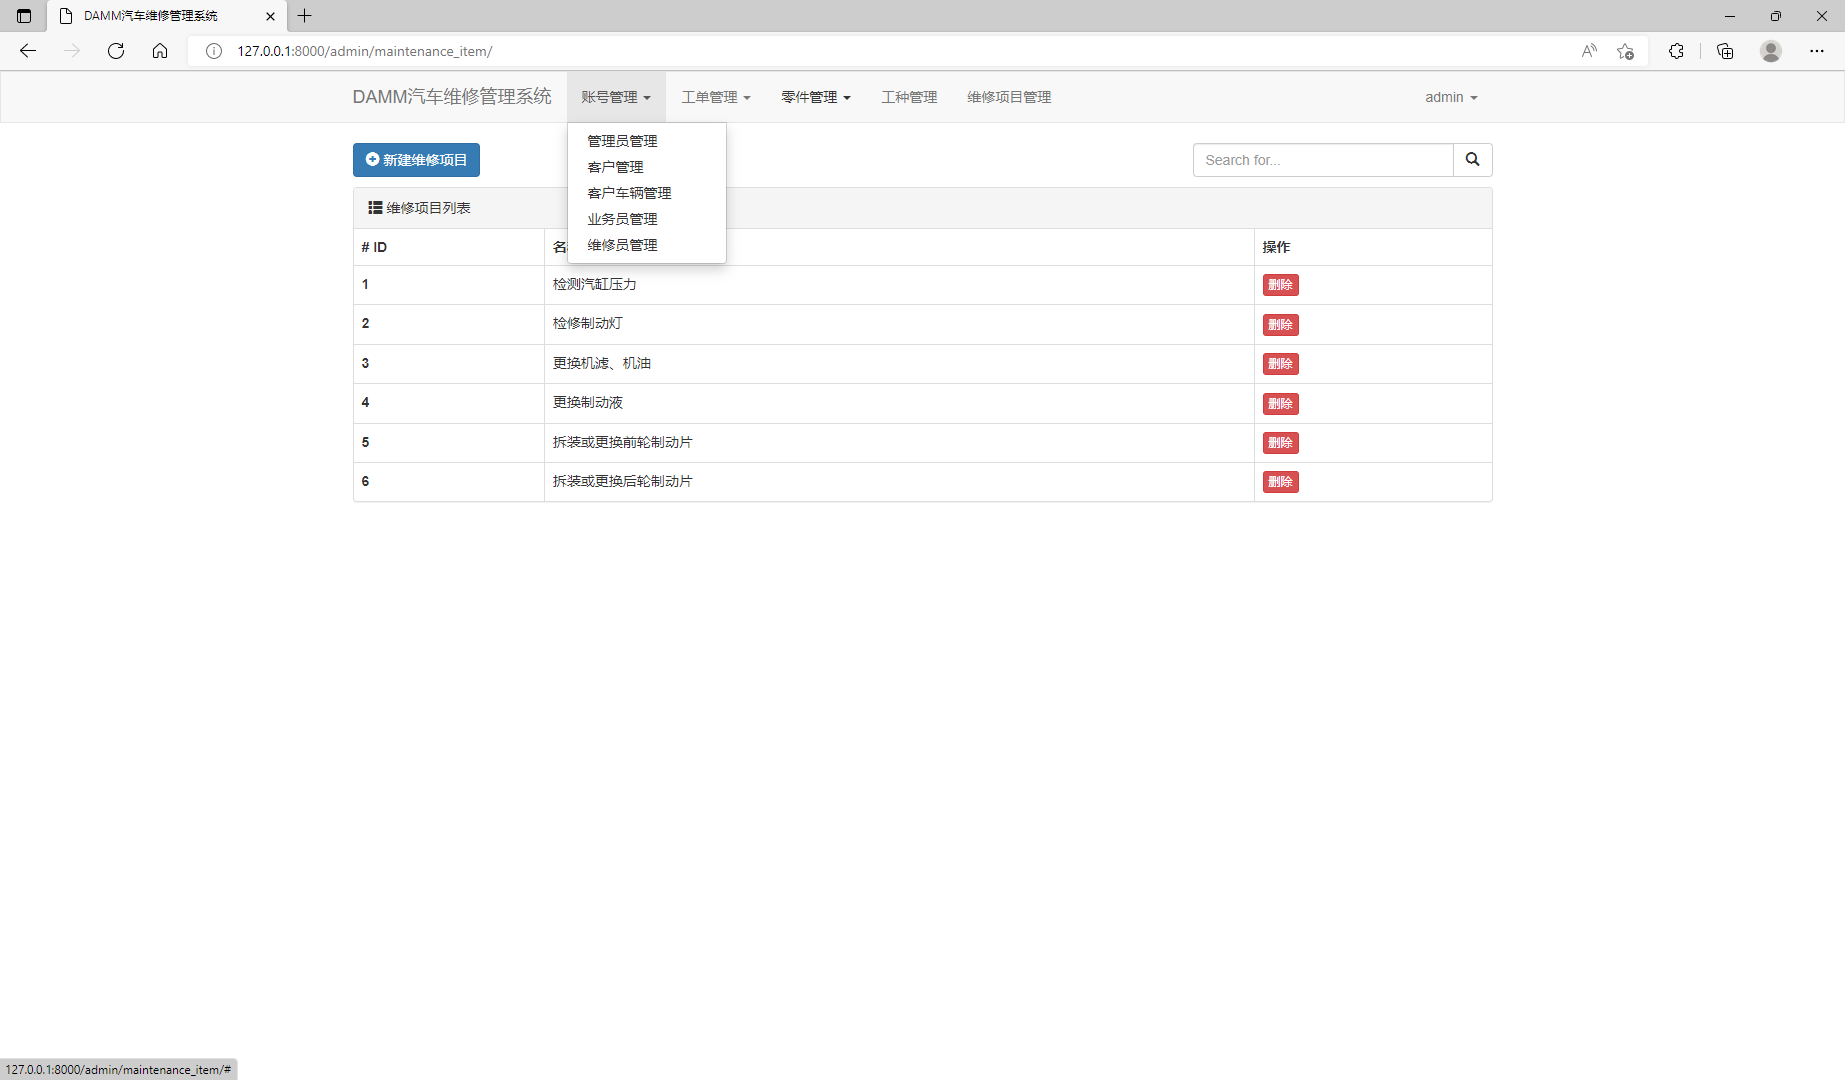 DAMM汽车维修管理系统
127.0.0.1:8000/admin/maintenance_item/
DAMM汽车维修管理系统 账号管理 工单管理 零件管理 工种管理 维修项目管理 admin
管理员管理
客户管理
客户车辆管理
业务员管理
维修员管理
新建维修项目 Search for...
维修项目列表
# ID 操作
1 检测汽缸压力 删除
2 检修制动灯 删除
3 更换机滤、机油 删除
4 更换制动液 删除
5 拆装或更换前轮制动片 删除
6 拆装或更换后轮制动片 删除
127.0.0.1:8000/admin/maintenance_item/#